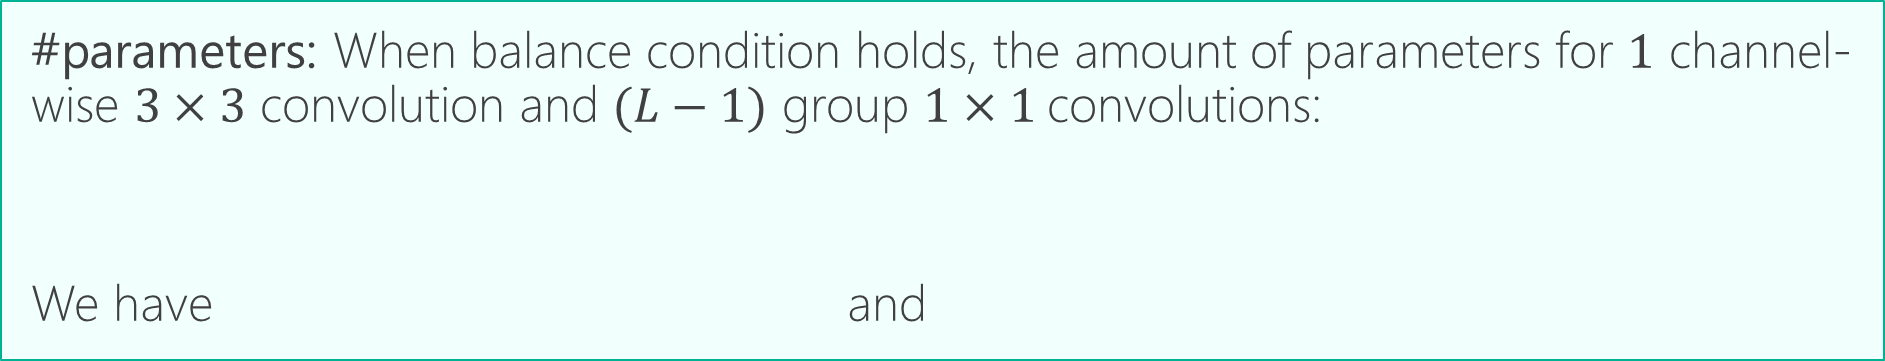 #parameters: When balance condition holds, the amount of parameters for 1 channel-
wise 3 × 3 convolution and (L − 1) group 1 × 1 convolutions:
We have and